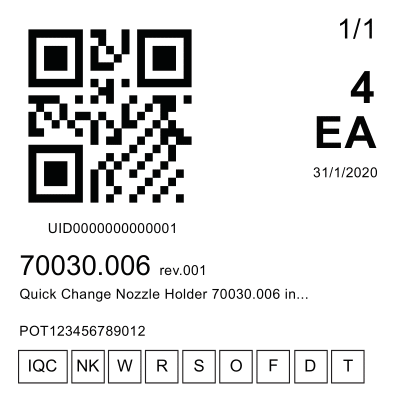 1/1
4
EA
31/1/2020
UID0000000000001
70030.006 rev.001
Quick Change Nozzle Holder 70030.006 in...
POT123456789012
IQC NK W R S O F D T